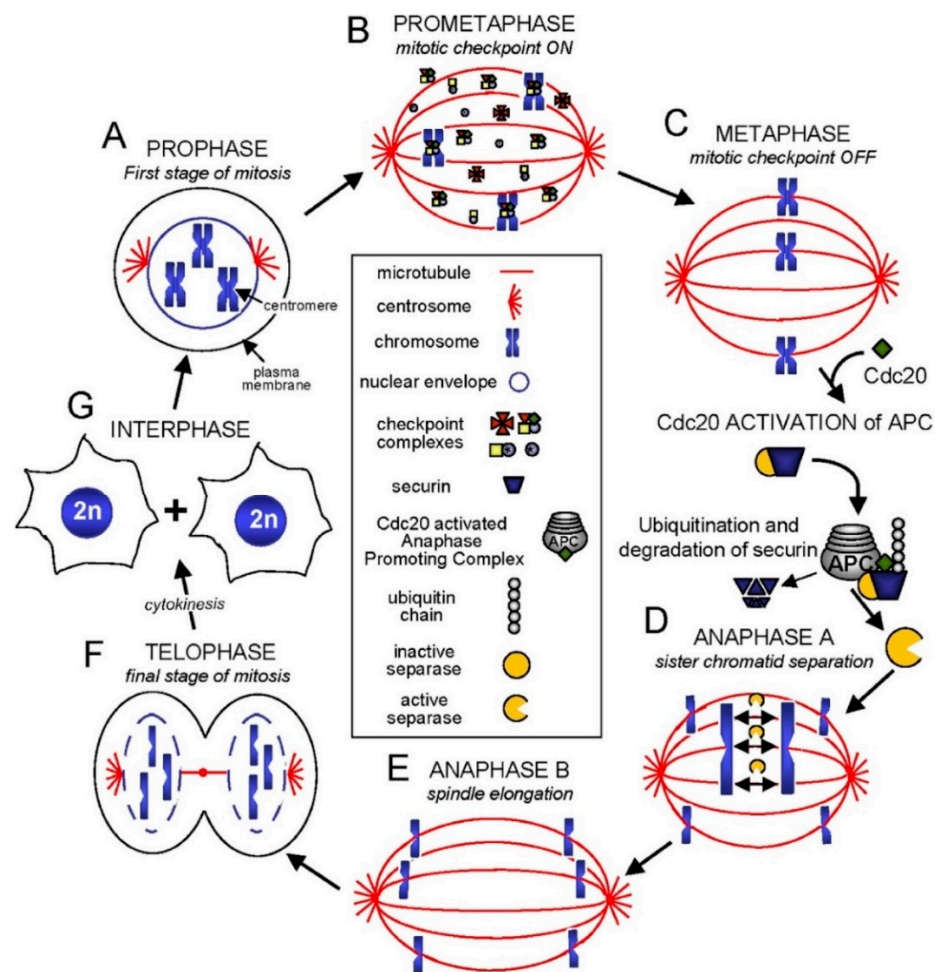 B
PROMETAPHASE
mitotic checkpoint ON
A
PROPHASE
First stage of mitosis
centromere
plasma
membrane
C
METAPHASE
mitotic checkpoint OFF
Cdc20
Cdc20 ACTIVATION of APC
Ubiquitination and
degradation of securin
APC
D
ANAPHASE A
sister chromatid separation
E
ANAPHASE B
spindle elongation
F
TELOPHASE
final stage of mitosis
cytokinesis
G
INTERPHASE
2n
+
2n
microtubule
centrosome
chromosome
nuclear envelope
checkpoint
complexes
securin
Cdc20 activated
Anaphase
Promoting Complex
APC
ubiquitin
chain
inactive
separase
active
separase